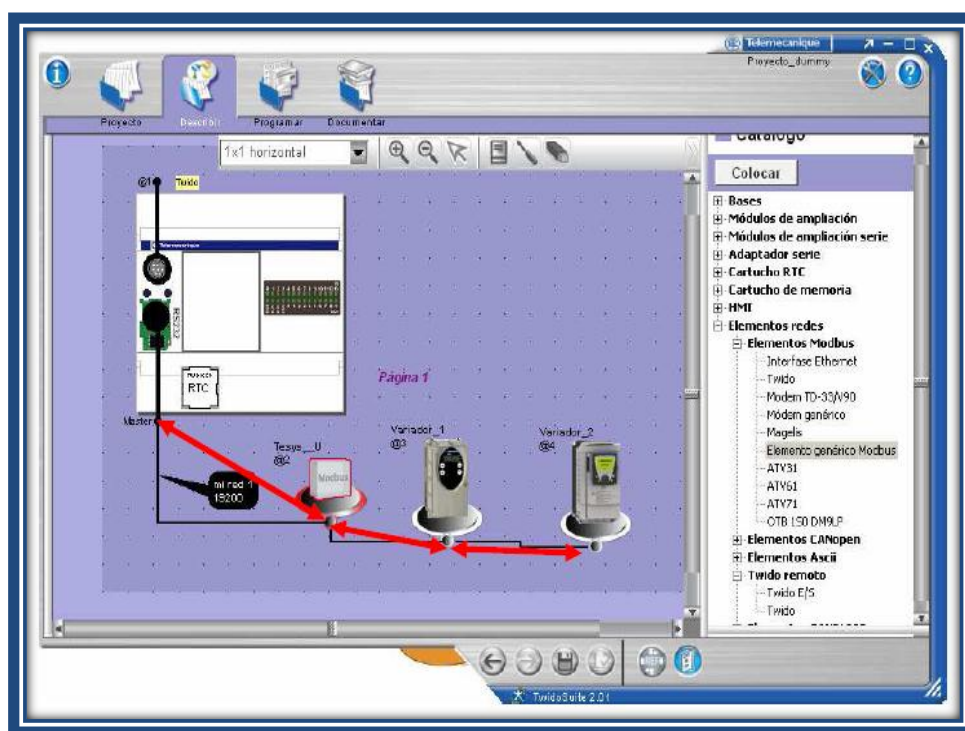 Telemecanique
Proyecto_dummy
Proyecto
Describir
Programar
Documentar
1x1 horizontal
Catálogo
Colocar
@1
Twido
Bases
Módulos de ampliación
Módulos de ampliación serie
Adaptador serie
Cartucho RTC
Cartucho de memoria
HMI
Elementos redes
Elementos Modbus
Interfase Ethernet
Twido
Modem TD-33/V90
Módem genérico
Magelis
Elemento genérico Modbus
ATV31
ATV61
ATV71
OTB 1S0 DM9LP
Elementos CANopen
Elementos Ascii
Twido remoto
Twido E/S
Twido
Telemecanique
RS232
RTC
Página 1
Master
Tesys__U
@2
Modbus
Variador_1
@3
Variador_2
@4
mi red 1
19200
TwidoSuite 2.01